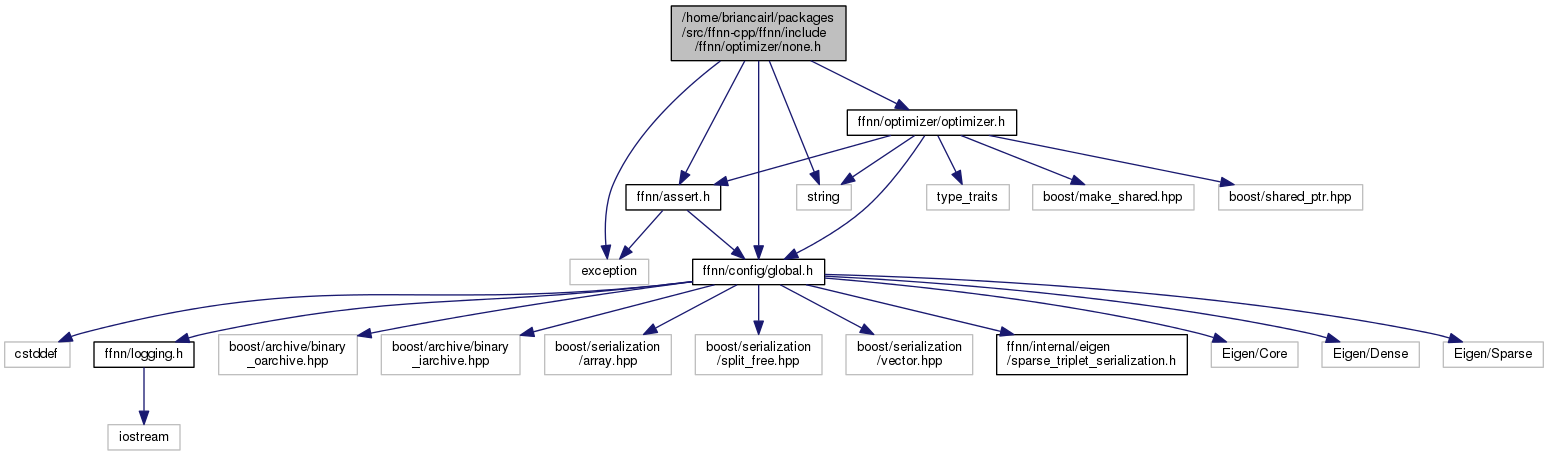 /home/briancairl/packages
/src/ffnn-cpp/ffnn/include
/ffnn/optimizer/none.h
ffnn/optimizer/optimizer.h
ffnn/assert.h
string
type_traits
boost/make_shared.hpp
boost/shared_ptr.hpp
exception
ffnn/config/global.h
cstddef
ffnn/logging.h
boost/archive/binary
_oarchive.hpp
boost/archive/binary
_iarchive.hpp
boost/serialization
/array.hpp
boost/serialization
/split_free.hpp
boost/serialization
/vector.hpp
ffnn/internal/eigen
/sparse_triplet_serialization.h
Eigen/Core
Eigen/Dense
Eigen/Sparse
iostream